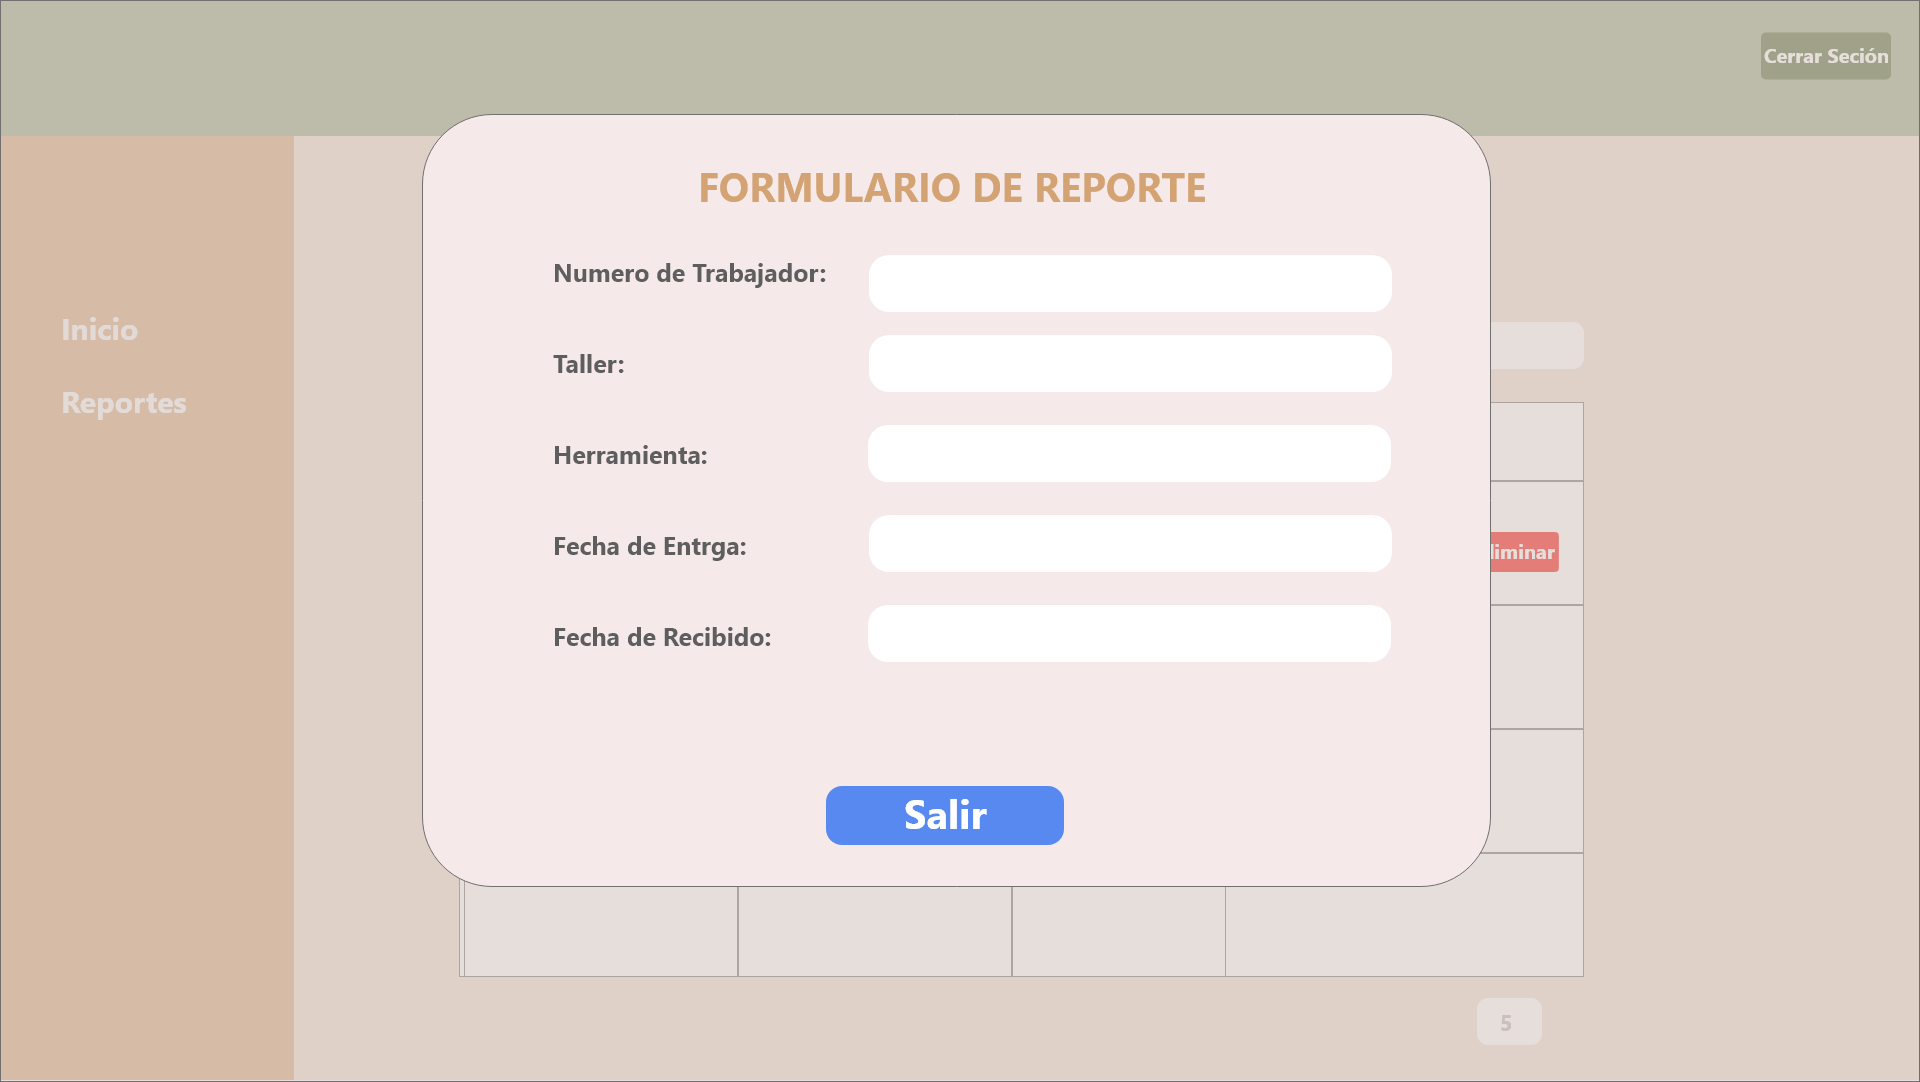 Cerrar Seción
FORMULARIO DE REPORTE
Numero de Trabajador:
Inicio
Taller:
Reportes
Herramienta:
Fecha de Entrga:
liminar
Fecha de Recibido:
Salir
5